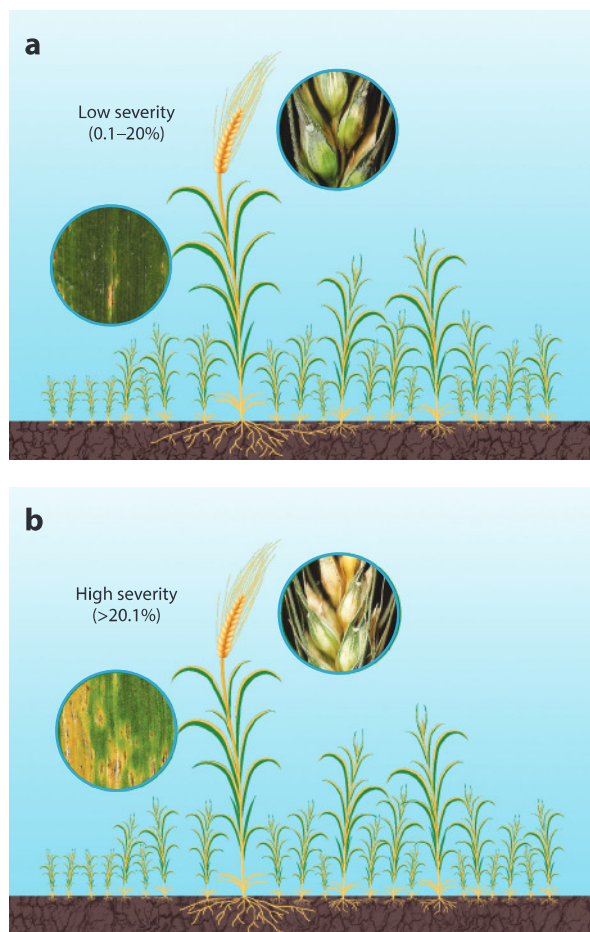 a
Low severity
(0.1–20%)
b
High severity
(>20.1%)